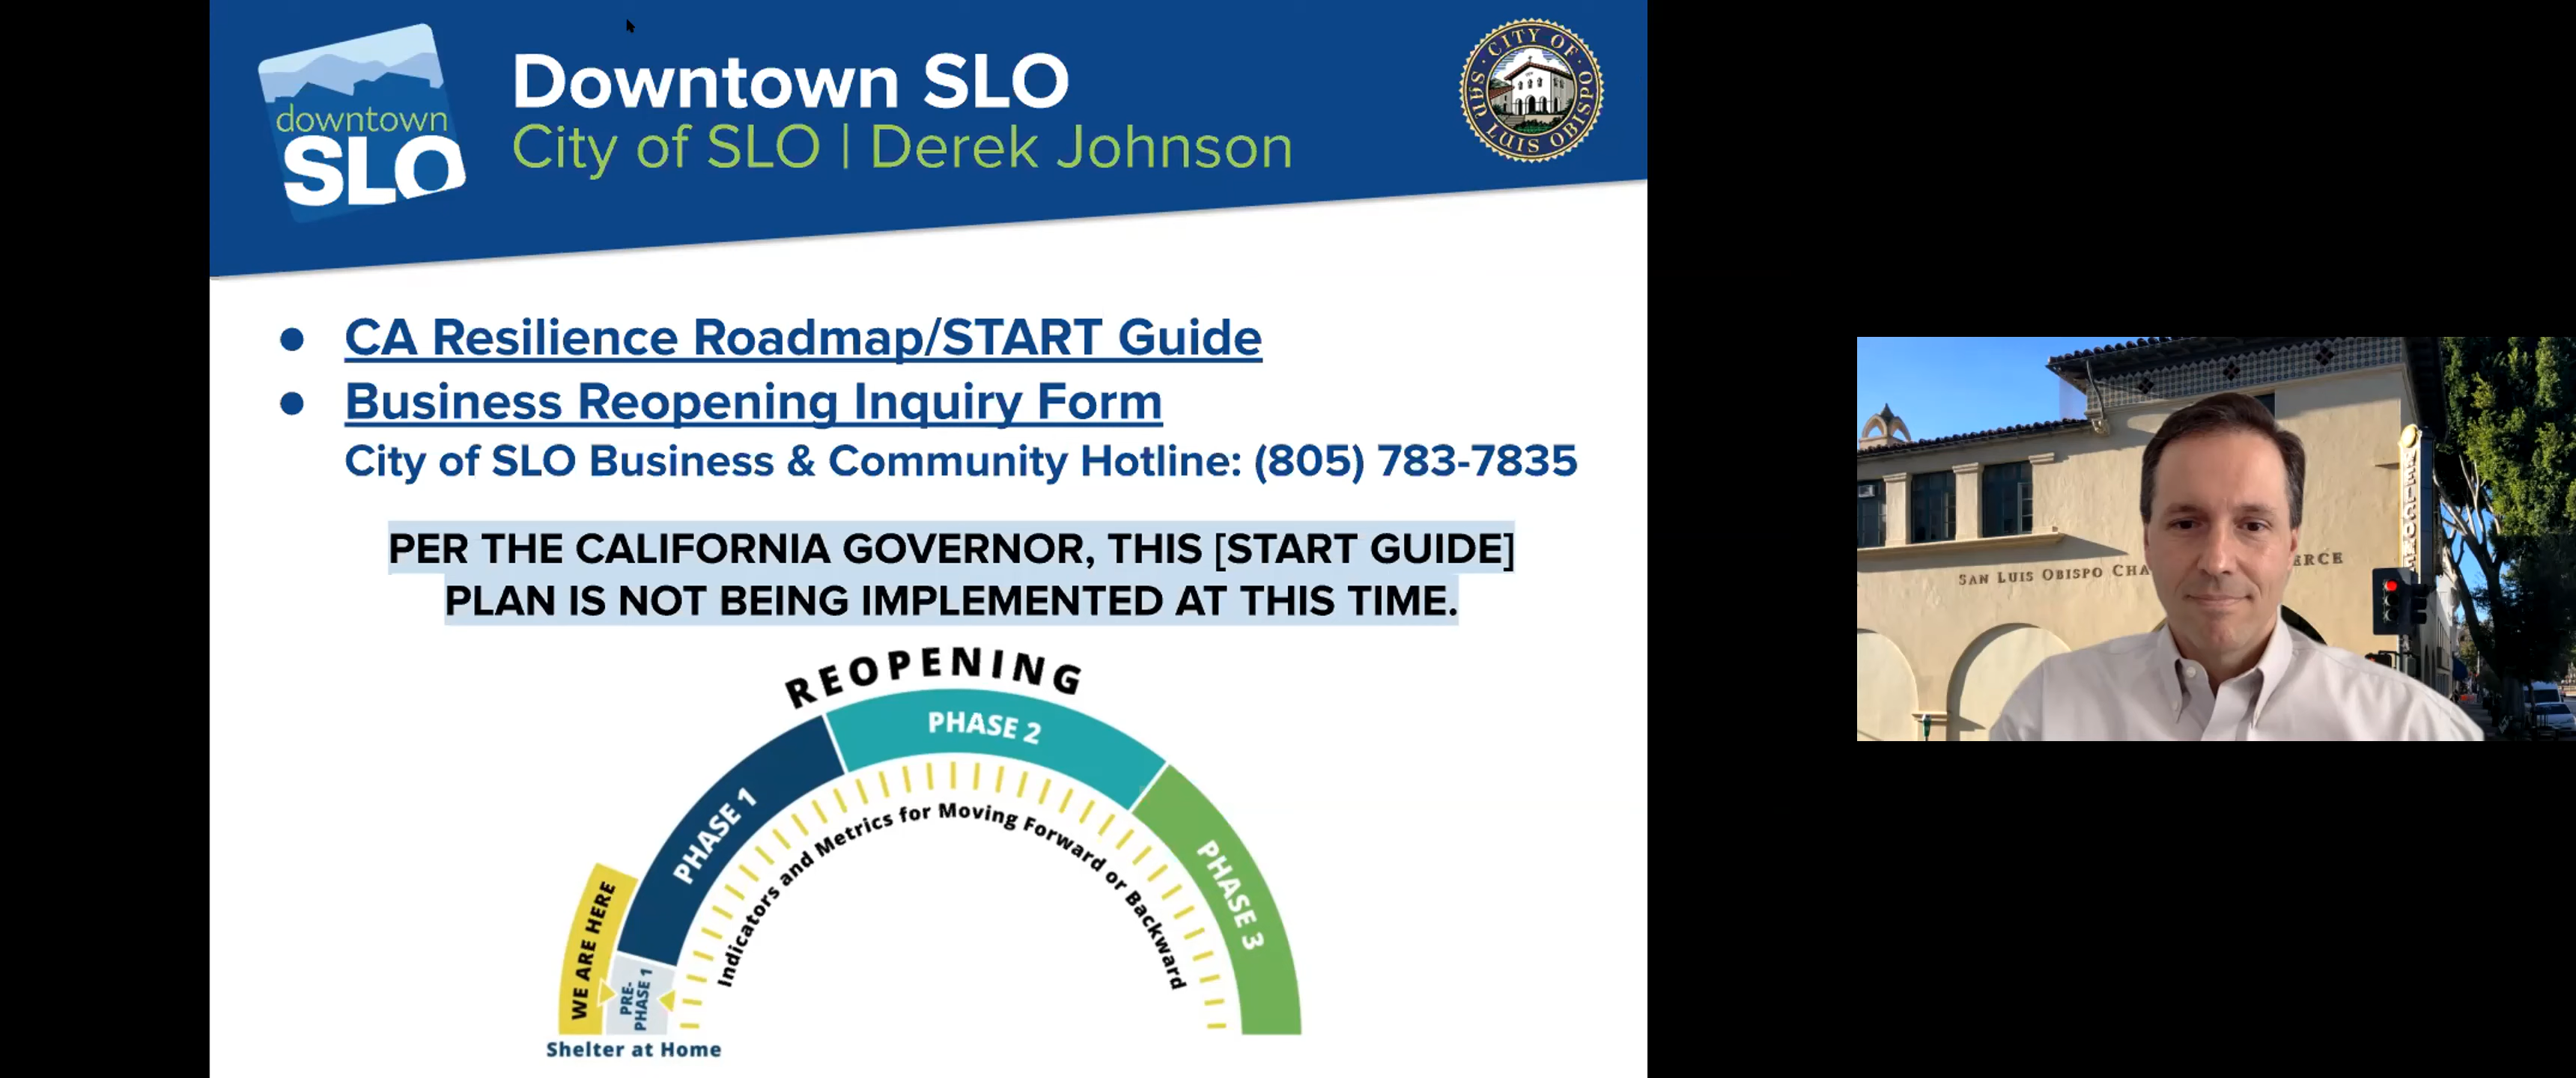 downtown
SLO
Downtown SLO
City of SLO | Derek Johnson
CITY OF
SAN LUIS OBISPO
CA Resilience Roadmap/START Guide
Business Reopening Inquiry Form
City of SLO Business & Community Hotline: (805) 783-7835
PER THE CALIFORNIA GOVERNOR, THIS [START GUIDE]
PLAN IS NOT BEING IMPLEMENTED AT THIS TIME.
REOPENING
PHASE 1
PHASE 2
PHASE 3
Indicators and Metrics for Moving Forward or Backward
WE ARE HERE
PRE-
PHASE 1
Shelter at Home
WELCOME
SAN LUIS OBISPO CHA
ERCE